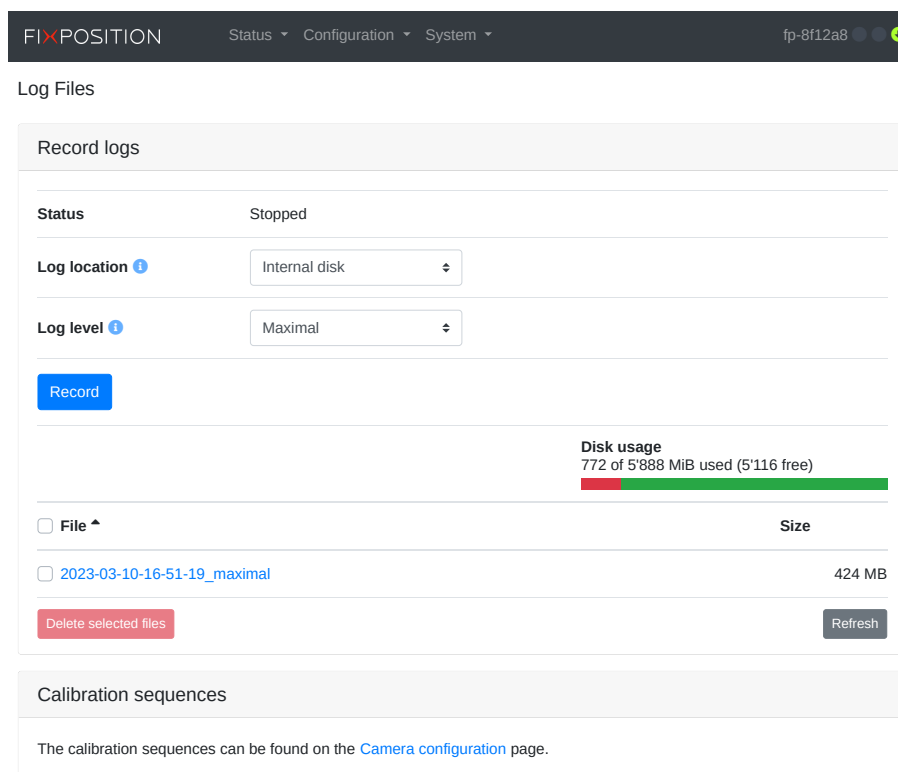 FIXPOSITION Status Configuration System fp-8f12a8
Log Files
Record logs
Status Stopped
Log location Internal disk
Log level Maximal
Record
Disk usage
772 of 5'888 MiB used (5'116 free)
File Size
2023-03-10-16-51-19_maximal 424 MB
Delete selected files Refresh
Calibration sequences
The calibration sequences can be found on the Camera configuration page.